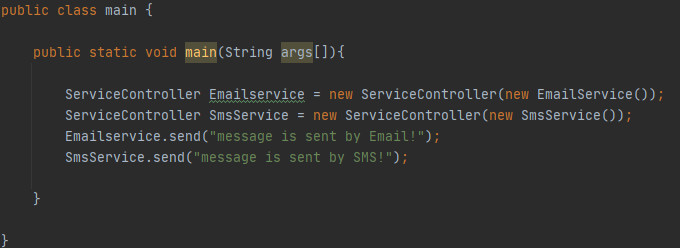 public class main {
public static void main(String args[]){
ServiceController Emailservice = new ServiceController(new EmailService());
ServiceController SmsService = new ServiceController(new SmsService());
Emailservice.send("message is sent by Email!");
SmsService.send("message is sent by SMS!");
}
}